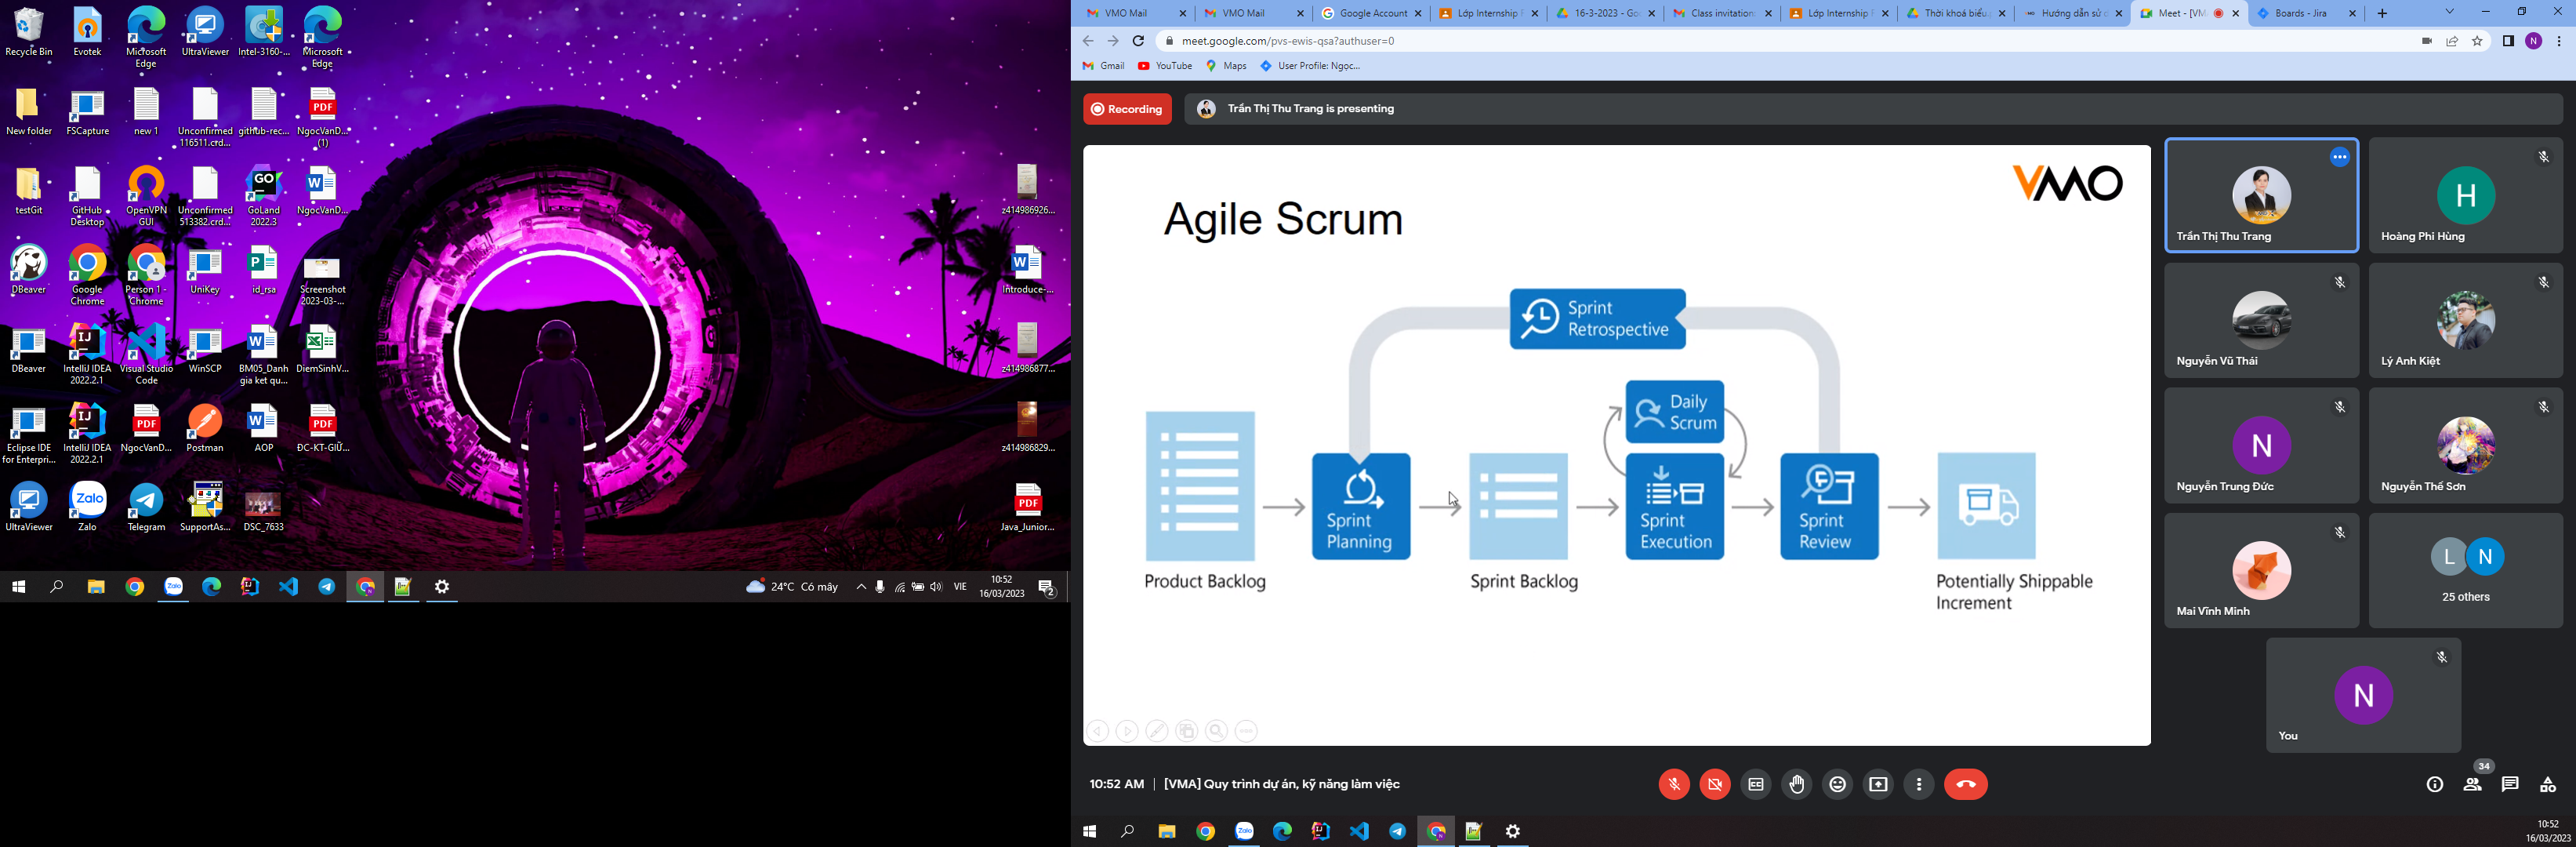 Recycle Bin
Evotek
Microsoft
Edge
UltraViewer
Intel-3160-...
Microsoft
Edge
New folder
FSCapture
new 1
Unconfirmed
116511.crd...
github-rec...
NgocVanD...
(1)
testGit
GitHub
Desktop
OpenVPN
GUI
Unconfirmed
513382.crd...
GoLand
2022.3
NgocVanD...
z414986926...
DBeaver
Google
Chrome
Person 1 -
Chrome
UniKey
id_rsa
Screenshot
2023-03-...
Introduce-...
DBeaver
IntelliJ IDEA
2022.2.1
Visual Studio
Code
WinSCP
BM05_Danh
gia ket qu...
DiemSinhV...
z414986877...
Eclipse IDE
for Enterpri...
IntelliJ IDEA
2022.2.1
NgocVanD...
Postman
AOP
ĐC-KT-GIỮ...
z414986829...
UltraViewer
Zalo
Telegram
SupportAs...
DSC_7633
Java_Junior...
24°C Có mây
VIE
10:52
16/03/2023
2
VMO Mail
VMO Mail
Google Account
Lớp Internship
16-3-2023 - Go
Class invitation
Lớp Internship
Thời khoá biểu
Hướng dẫn sử
Meet - [VM
Boards - Jira
meet.google.com/pvs-ewis-qsa?authuser=0
N
Gmail
YouTube
Maps
User Profile: Ngọc...
Recording
Trần Thị Thu Trang is presenting
VMO
Agile Scrum
Sprint
Retrospective
Daily
Scrum
Sprint
Planning
Sprint
Execution
Sprint
Review
Product Backlog
Sprint Backlog
Potentially Shippable
Increment
Trần Thị Thu Trang
H
Hoàng Phi Hùng
Nguyễn Vũ Thái
Lý Anh Kiệt
N
Nguyễn Trung Đức
Nguyễn Thế Sơn
Mai Vĩnh Minh
L
N
25 others
N
You
10:52 AM | [VMA] Quy trình dự án, kỹ năng làm việc
34
10:52
16/03/2023